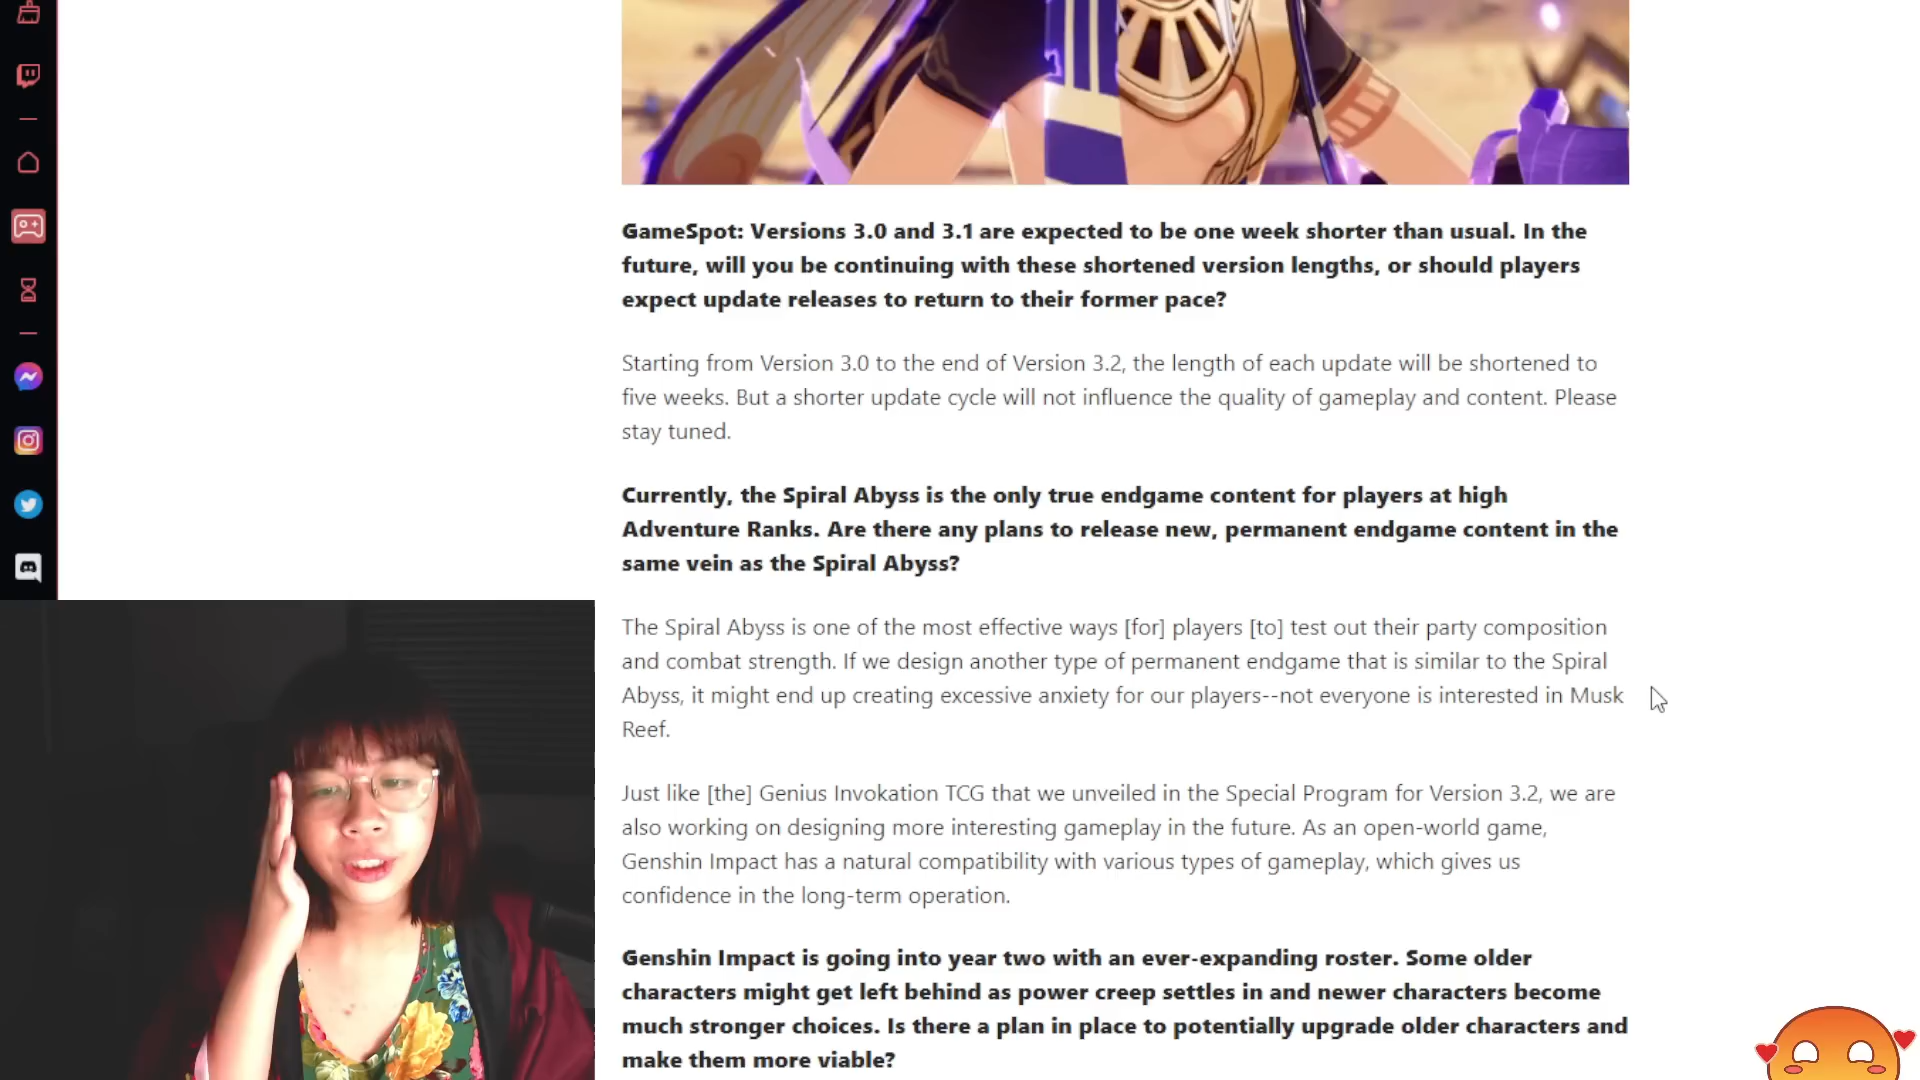 GameSpot: Versions 3.0 and 3.1 are expected to be one week shorter than usual. In the
future, will you be continuing with these shortened version lengths, or should players
expect update releases to return to their former pace?
Starting from Version 3.0 to the end of Version 3.2, the length of each update will be shortened to
five weeks. But a shorter update cycle will not influence the quality of gameplay and content. Please
stay tuned.
Currently, the Spiral Abyss is the only true endgame content for players at high
Adventure Ranks. Are there any plans to release new, permanent endgame content in the
same vein as the Spiral Abyss?
The Spiral Abyss is one of the most effective ways [for] players [to] test out their party composition
and combat strength. If we design another type of permanent endgame that is similar to the Spiral
Abyss, it might end up creating excessive anxiety for our players--not everyone is interested in Musk
Reef.
Just like [the] Genius Invokation TCG that we unveiled in the Special Program for Version 3.2, we are
also working on designing more interesting gameplay in the future. As an open-world game,
Genshin Impact has a natural compatibility with various types of gameplay, which gives us
confidence in the long-term operation.
Genshin Impact is going into year two with an ever-expanding roster. Some older
characters might get left behind as power creep settles in and newer characters become
much stronger choices. Is there a plan in place to potentially upgrade older characters and
make them more viable?